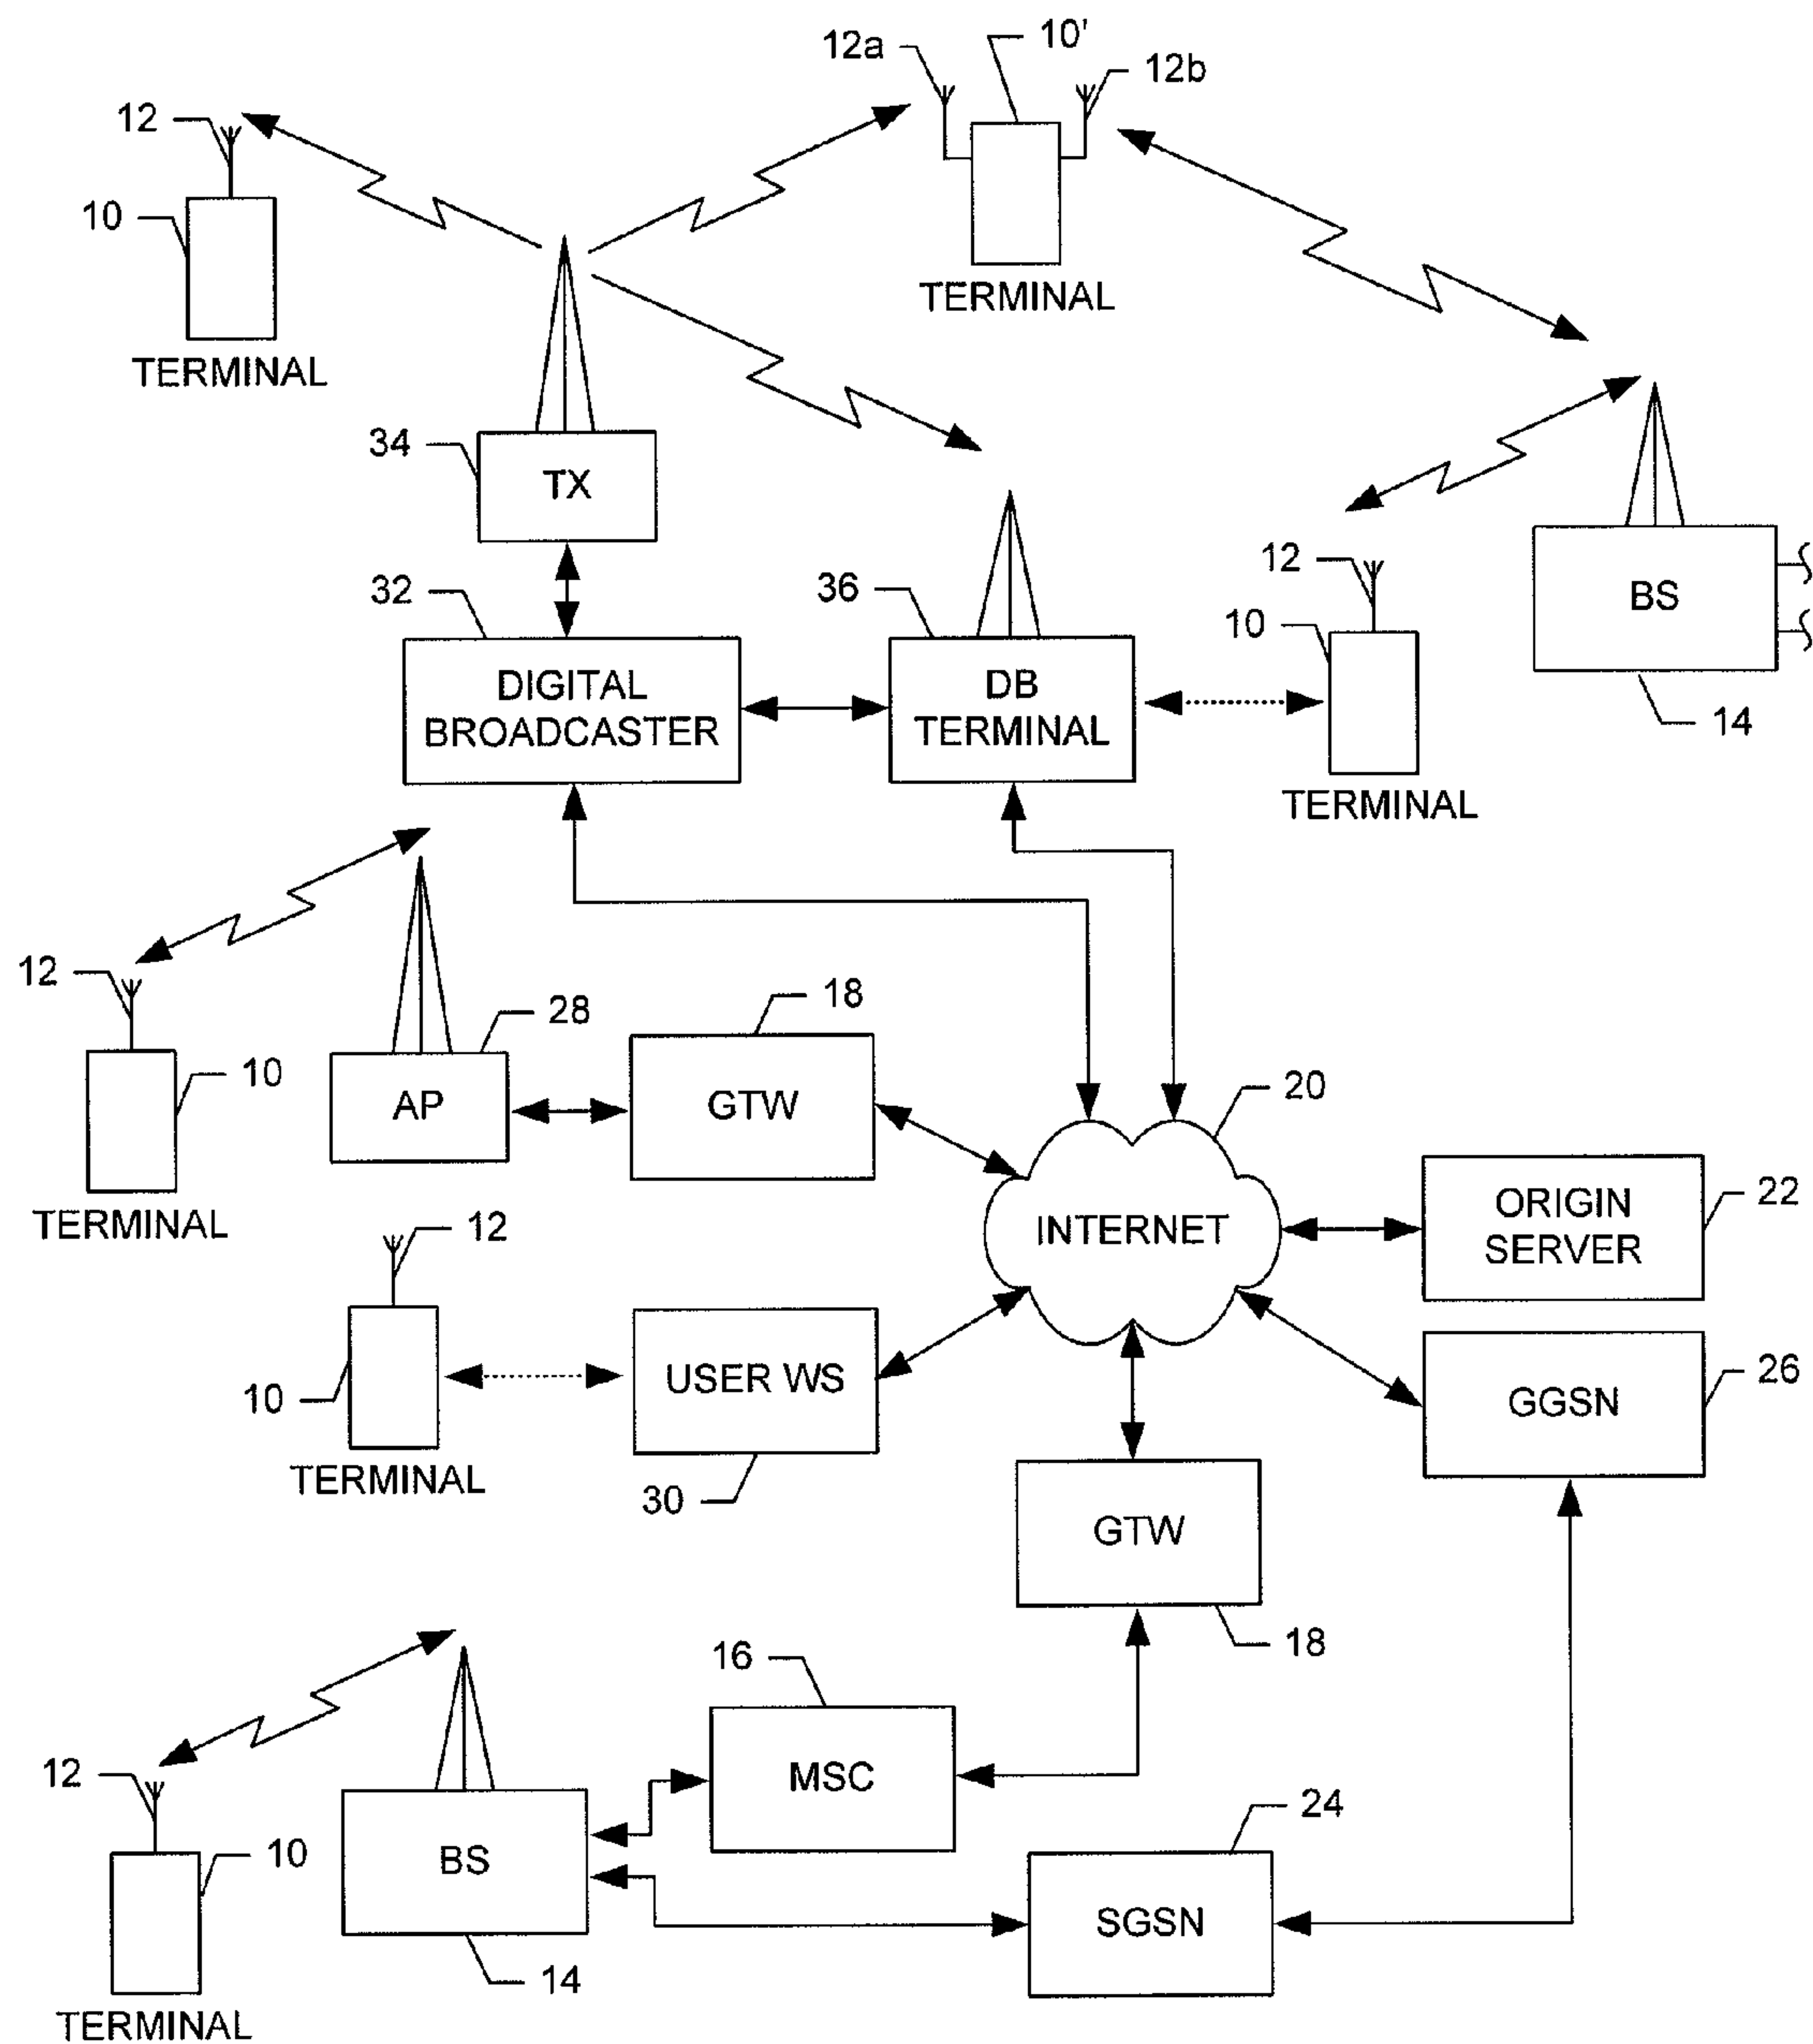 10'
12a
12b
12
10
TERMINAL
TERMINAL
34
TX
12
BS
32
36
10
DIGITAL
BROADCASTER
DB
TERMINAL
14
TERMINAL
12
18
28
10
AP
GTW
20
TERMINAL
12
INTERNET
ORIGIN
SERVER
22
10
USER WS
GGSN
26
TERMINAL
30
GTW
18
16
12
MSC
24
10
BS
SGSN
14
TERMINAL